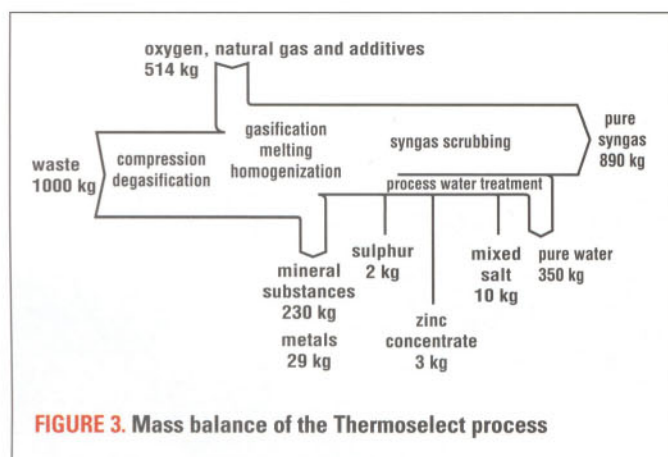 oxygen, natural gas and additives
514 kg
waste
1000 kg
compression
degasification
gasification
melting
homogenization
syngas scrubbing
pure
syngas
890 kg
process water treatment
mineral
substances
230 kg
metals
29 kg
sulphur
2 kg
zinc
concentrate
3 kg
mixed
salt
10 kg
pure water
350 kg
FIGURE 3. Mass balance of the Thermoselect process